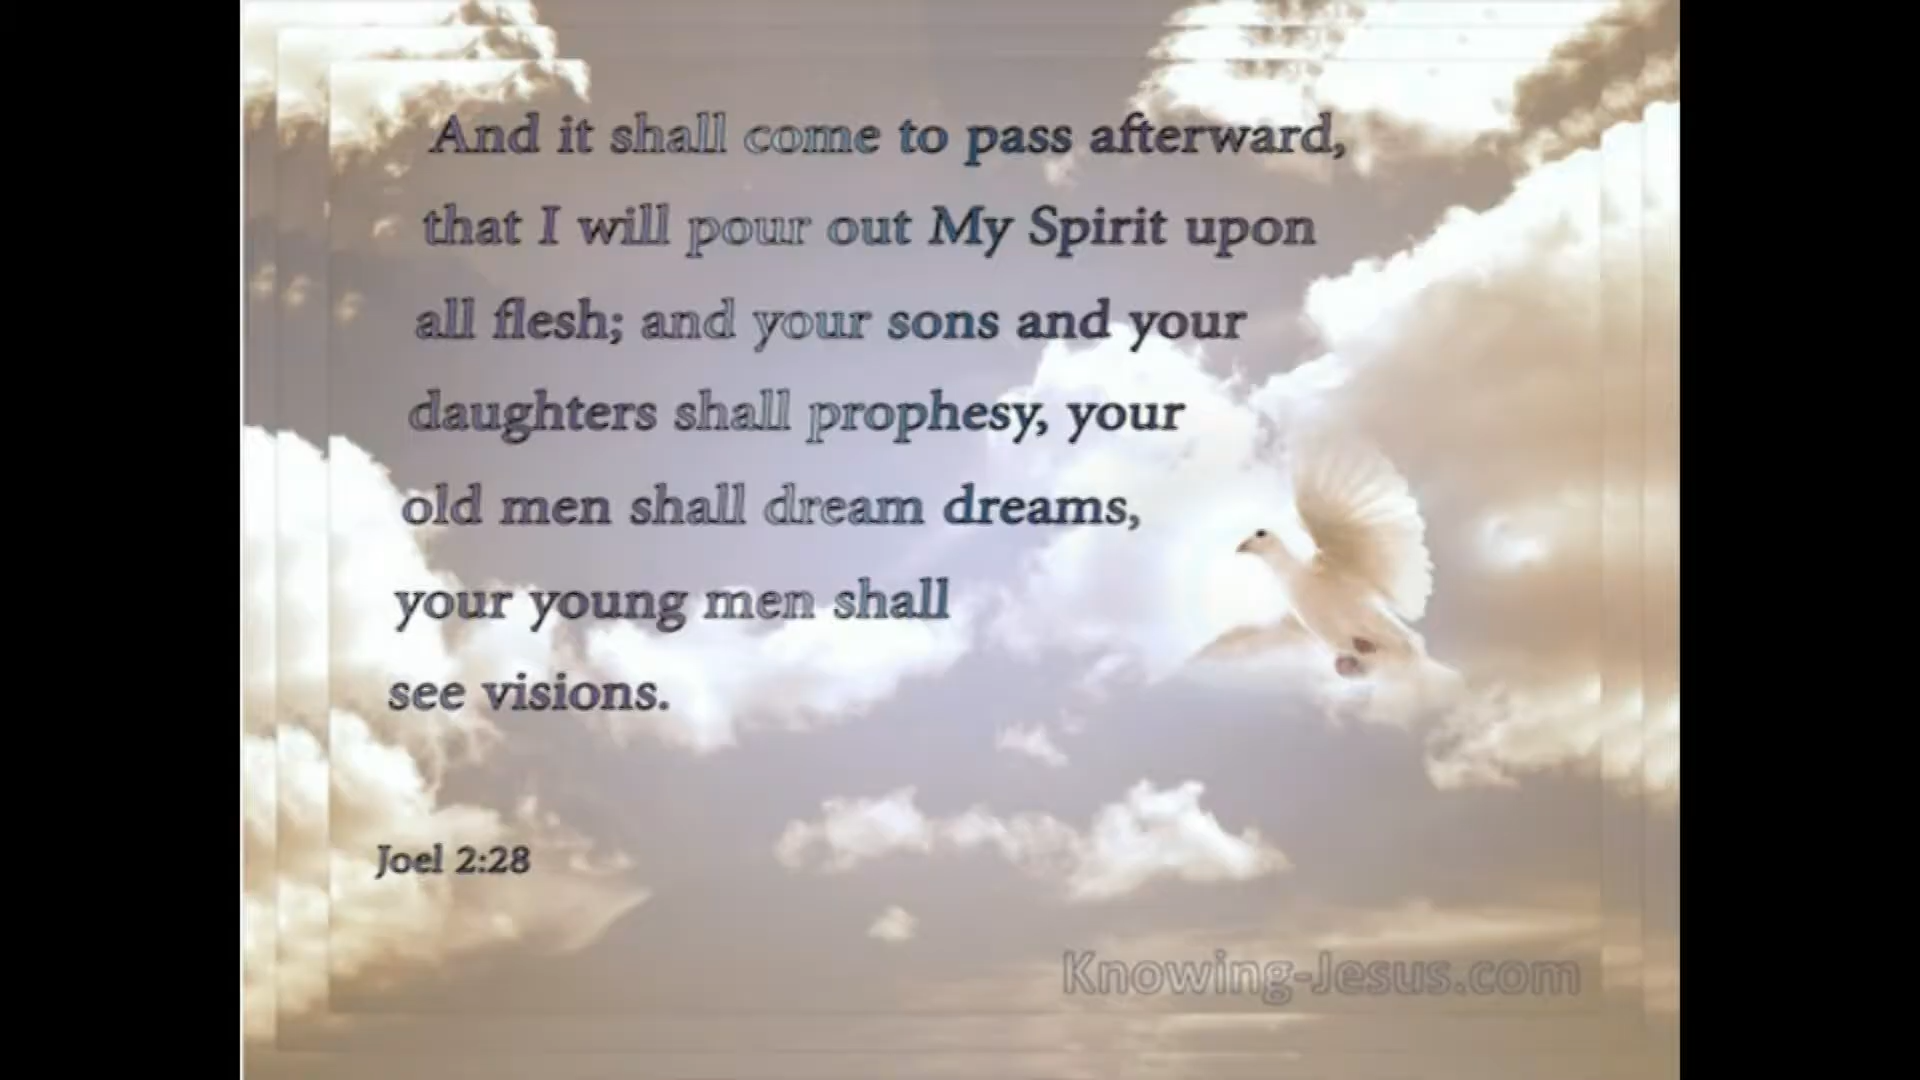 And it shall come to pass afterward,
that I will pour out My Spirit upon
all flesh; and your sons and your
daughters shall prophesy, your
old men shall dream dreams,
your young men shall
see visions.
Joel 2:28
Knowing-Jesus.com